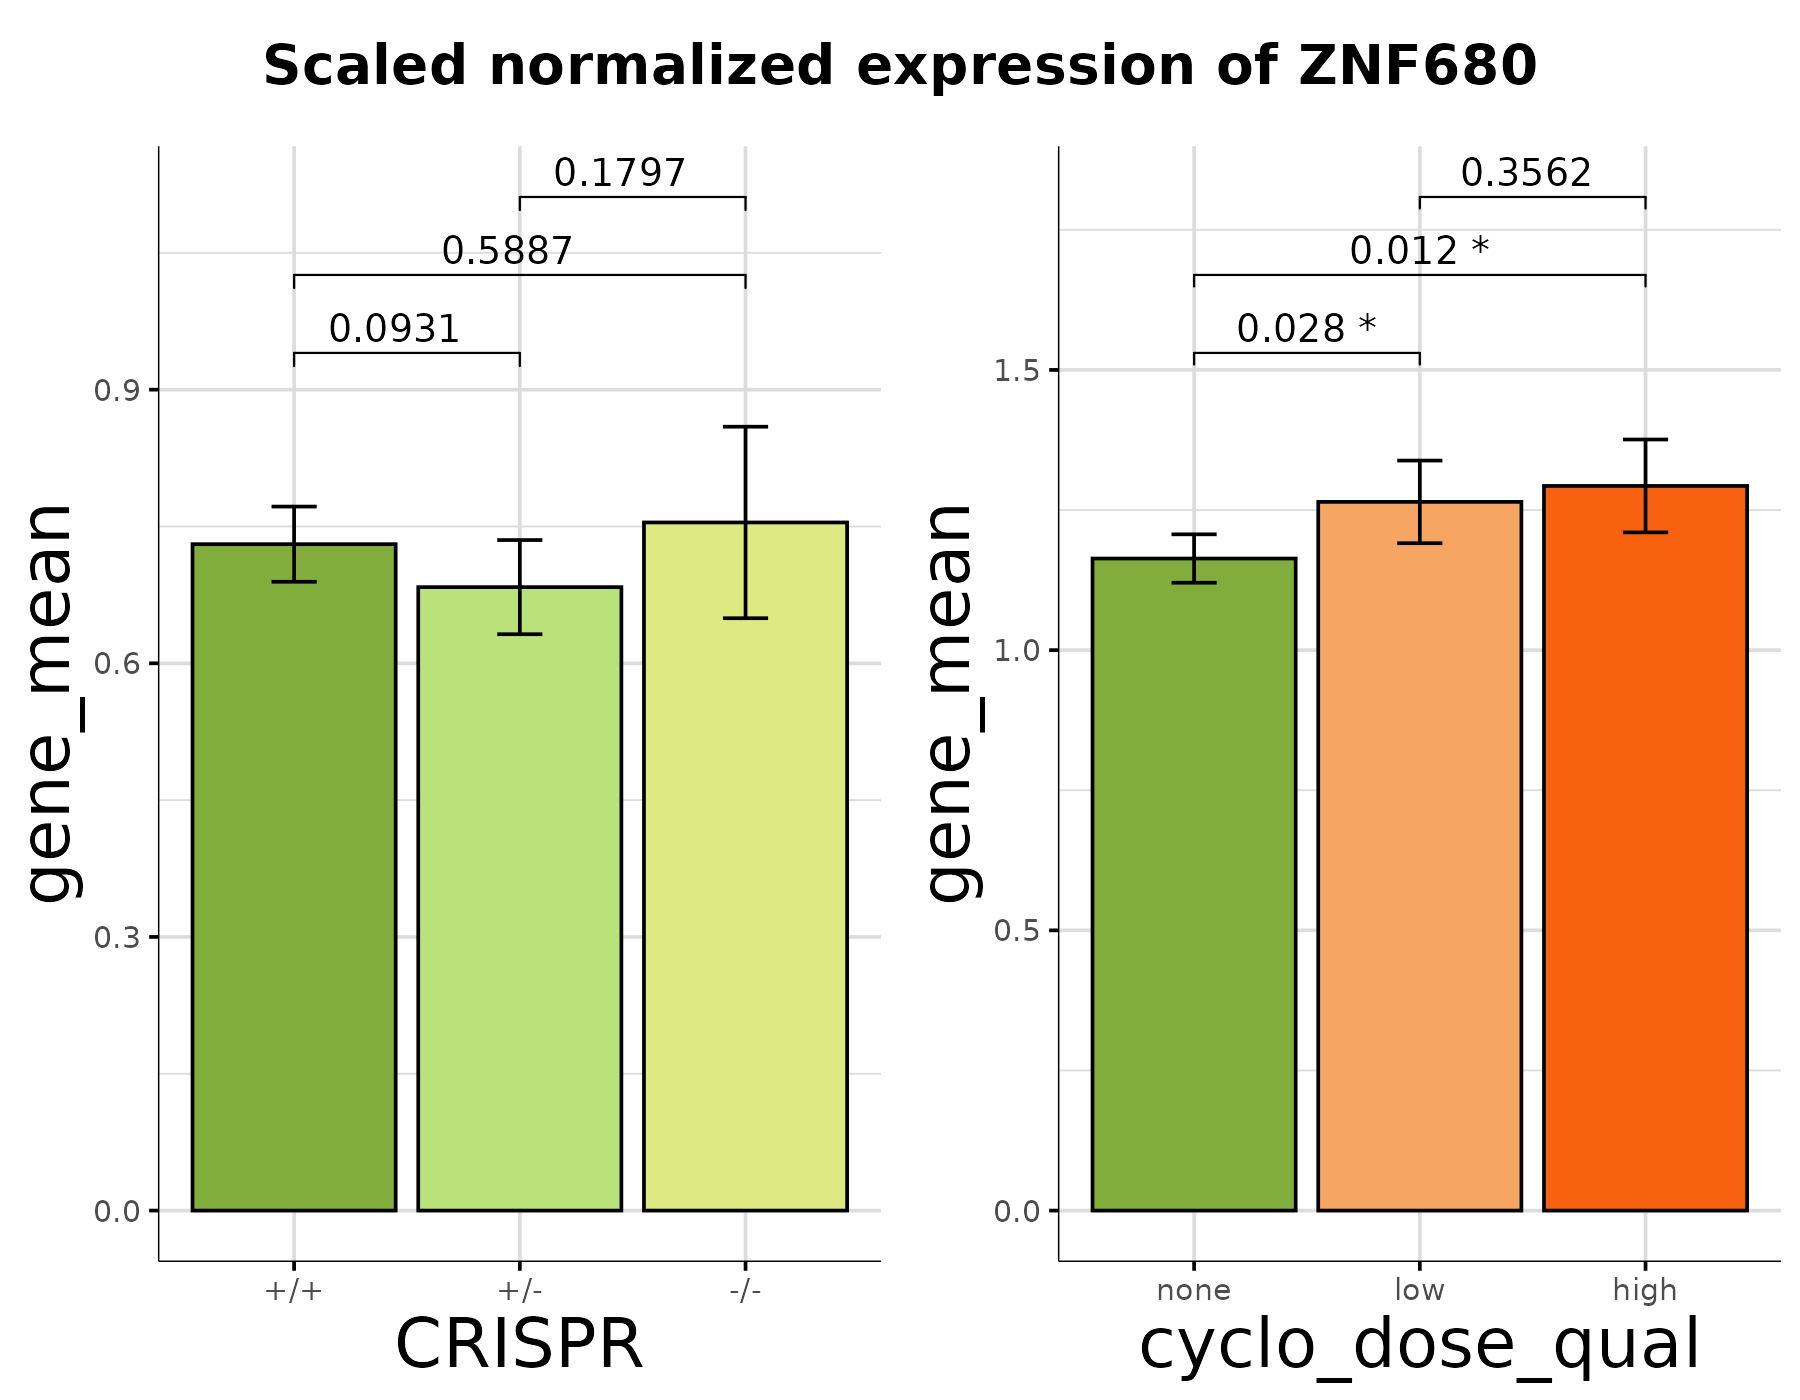 Scaled normalized expression of ZNF680
gene_mean
0.9
0.6
0.3
0.0
0.1797
0.5887
0.0931
+/+
+/-
-/-
CRISPR
gene_mean
1.5
1.0
0.5
0.0
0.3562
0.012 *
0.028 *
none
low
high
cyclo_dose_qual